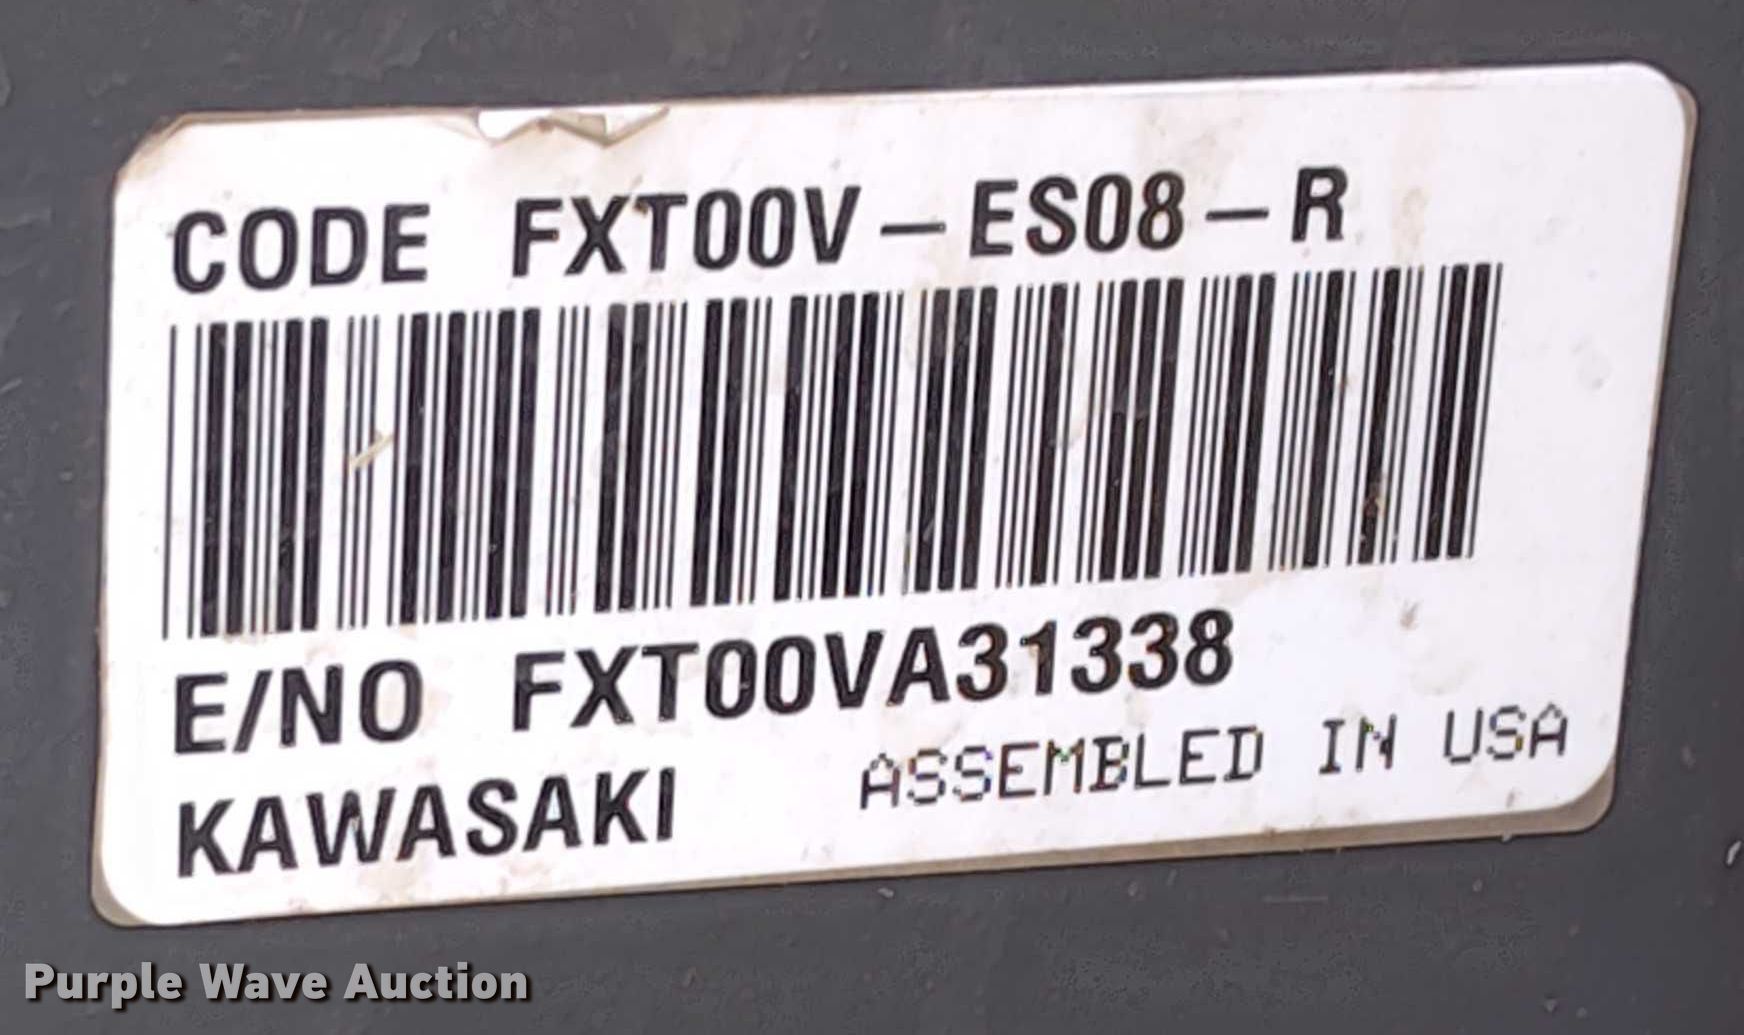 CODE FXT00V-ES08-R
E/NO FXT00VA31338
KAWASAKI ASSEMBLED IN USA
Purple Wave Auction